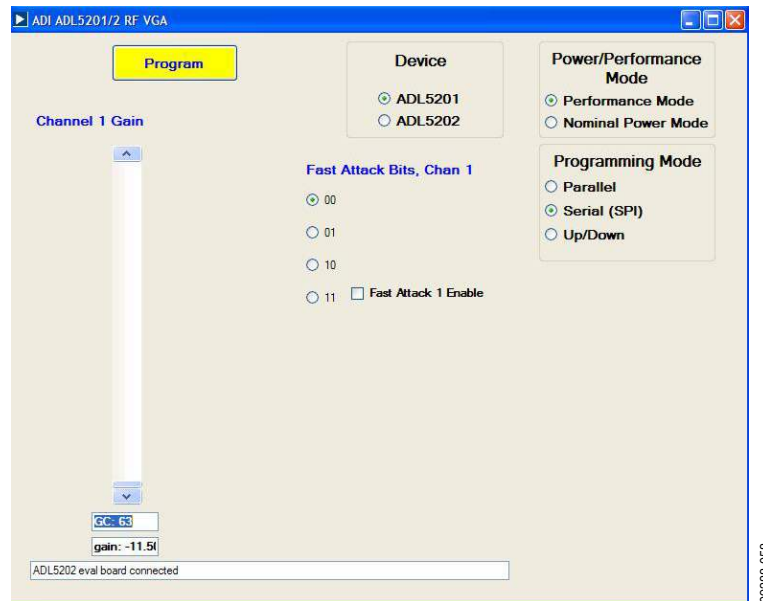 ADI ADL5201/2 RF VGA
Program
Device
ADL5201
ADL5202
Power/Performance
Mode
Performance Mode
Nominal Power Mode
Channel 1 Gain
Fast Attack Bits, Chan 1
00
01
10
11
Fast Attack 1 Enable
Programming Mode
Parallel
Serial (SPI)
Up/Down
GC: 63
gain: -11.5
ADL5202 eval board connected